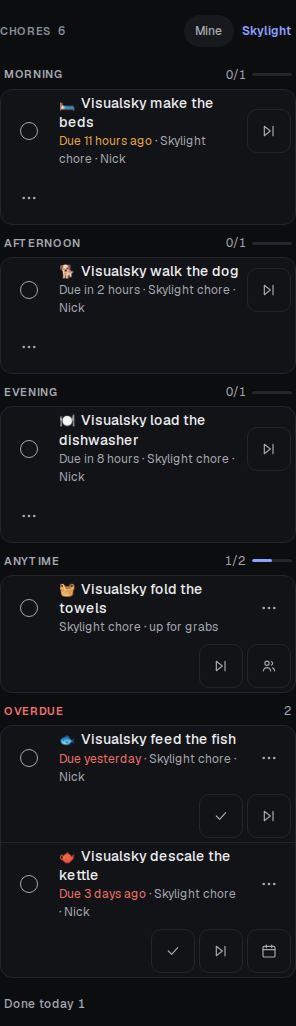 CHORES 6
Mine
Skylight
MORNING
0/1
Visualsky make the
beds
Due 11 hours ago · Skylight
chore · Nick
AFTERNOON
0/1
Visualsky walk the dog
Due in 2 hours · Skylight chore ·
Nick
EVENING
0/1
Visualsky load the
dishwasher
Due in 8 hours · Skylight chore ·
Nick
ANYTIME
1/2
Visualsky fold the
towels
Skylight chore · up for grabs
OVERDUE
2
Visualsky feed the fish
Due yesterday · Skylight chore ·
Nick
Visualsky descale the
kettle
Due 3 days ago · Skylight chore
· Nick
Done today 1